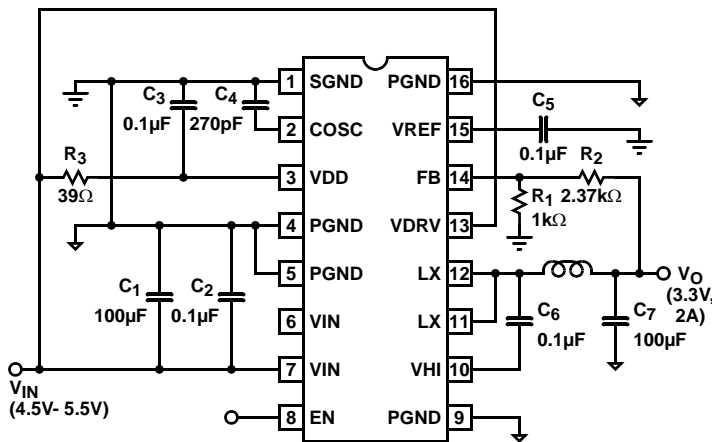 1 SGND PGND 16
C3 C4
0.1µF 270pF
2 COSC VREF 15
C5
0.1µF
R3
39Ω
3 VDD FB 14
R2
2.37kΩ
R1
1kΩ
4 PGND VDRV 13
5 PGND LX 12
C1 C2
100µF 0.1µF
6 VIN LX 11
C6
0.1µF
C7
100µF
VO
(3.3V,
2A)
7 VIN VHI 10
VIN
(4.5V- 5.5V)
8 EN PGND 9